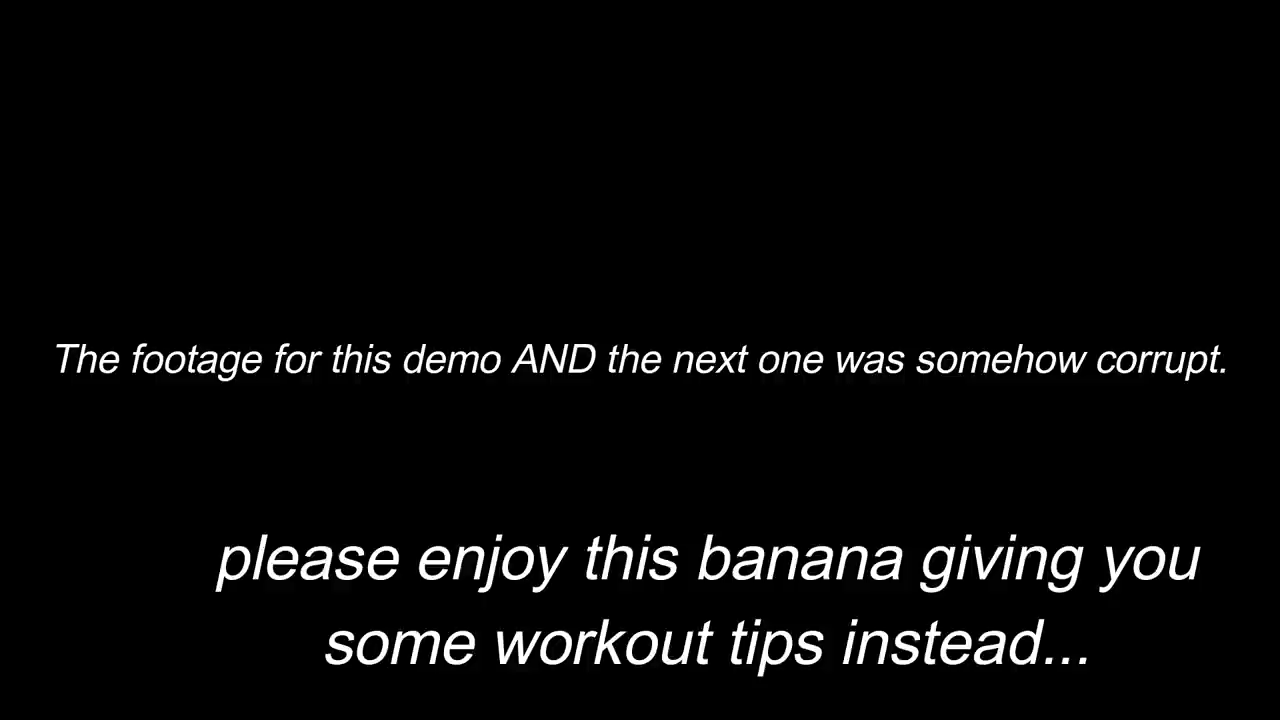 The footage for this demo AND the next one was somehow corrupt.
please enjoy this banana giving you
some workout tips instead...